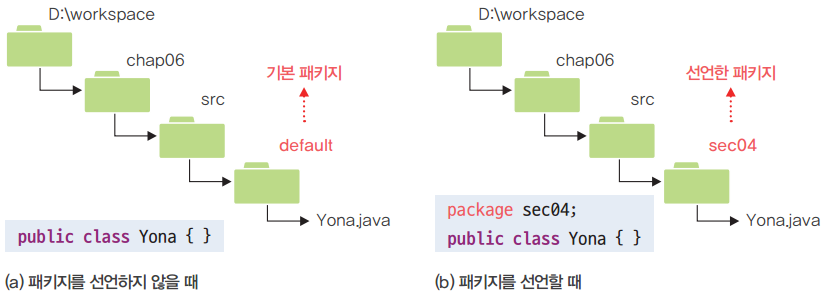 D:\workspace
chap06
기본 패키지
src
default
Yona.java
public class Yona { }
(a) 패키지를 선언하지 않을 때
D:\workspace
chap06
선언한 패키지
src
sec04
package sec04;
Yona.java
public class Yona { }
(b) 패키지를 선언할 때